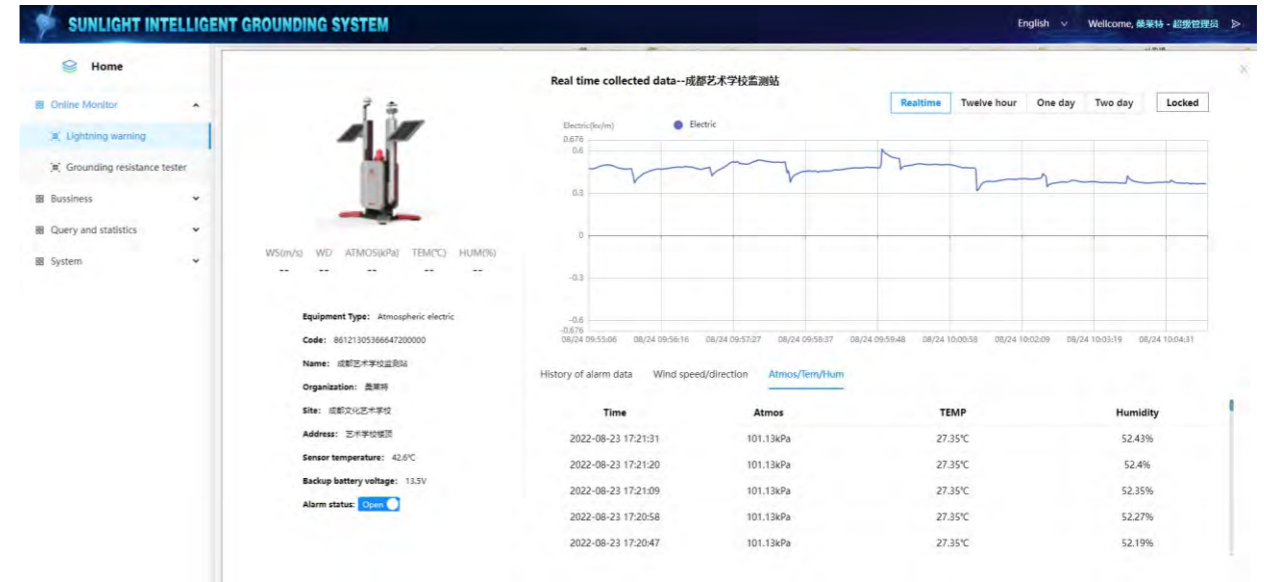 SUNLIGHT INTELLIGENT GROUNDING SYSTEM
English
Wellcome, 桑莱特 - 超级管理员
Home
Online Monitor
Lightning warning
Grounding resistance tester
Bussiness
Query and statistics
System
WS(m/s) WD ATMOS(kPa) TEM(℃) HUM(%)
-- -- -- -- --
Equipment Type: Atmospheric electric
Code: 86121305366647200000
Name: 成都艺术学校监测站
Organization: 桑莱特
Site: 成都文化艺术学校
Address: 艺术学校楼顶
Sensor temperature: 42.6℃
Backup battery voltage: 13.5V
Alarm status: Open
Real time collected data--成都艺术学校监测站
Realtime Twelve hour One day Two day Locked
Electric(kv/m) Electric
0.676
0.6
0.3
0
-0.3
-0.6
-0.676
08/24 09:55:06 08/24 09:56:16 08/24 09:57:27 08/24 09:58:37 08/24 09:59:48 08/24 10:00:58 08/24 10:02:09 08/24 10:03:19 08/24 10:04:31
History of alarm data Wind speed/direction Atmos/Tem/Hum
Time Atmos TEMP Humidity
2022-08-23 17:21:31 101.13kPa 27.35℃ 52.43%
2022-08-23 17:21:20 101.13kPa 27.35℃ 52.4%
2022-08-23 17:21:09 101.13kPa 27.35℃ 52.35%
2022-08-23 17:20:58 101.13kPa 27.35℃ 52.27%
2022-08-23 17:20:47 101.13kPa 27.35℃ 52.19%